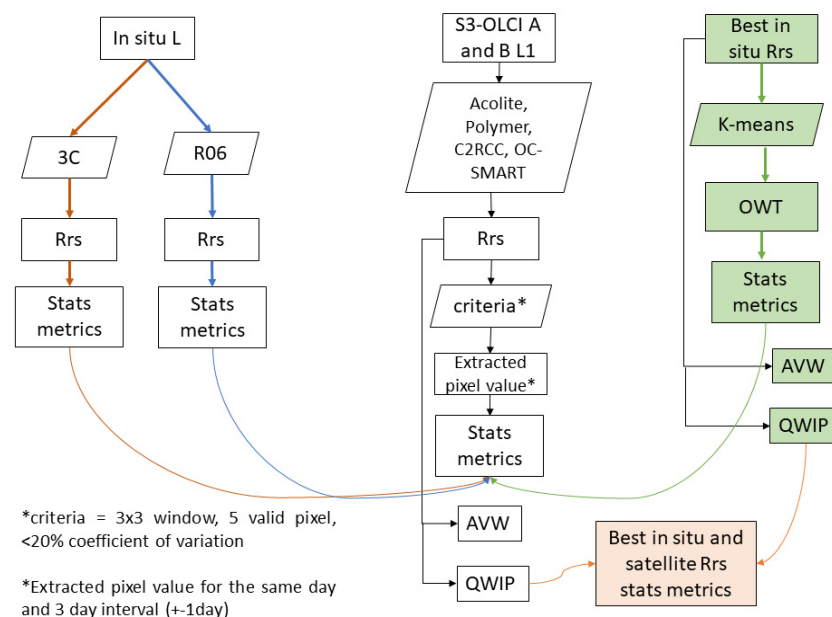 In situ L
3C
R06
Rrs
Rrs
Stats
metrics
Stats
metrics
*criteria = 3x3 window, 5 valid pixel,
<20% coefficient of variation
*Extracted pixel value for the same day
and 3 day interval (+-1day)
S3-OLCI A
and B L1
Acolite,
Polymer,
C2RCC, OC-
SMART
Rrs
criteria*
Extracted
pixel value*
Stats
metrics
AVW
QWIP
Best in
situ Rrs
K-means
OWT
Stats
metrics
AVW
QWIP
Best in situ and
satellite Rrs
stats metrics